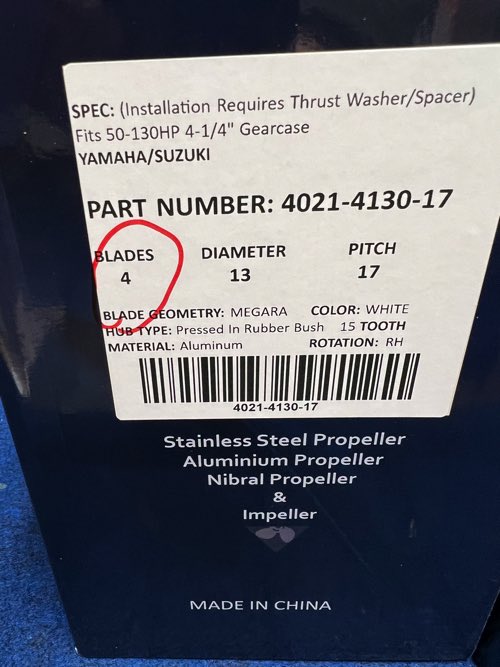 SPEC: (Installation Requires Thrust Washer/Spacer)
Fits 50-130HP 4-1/4" Gearcase
YAMAHA/SUZUKI
PART NUMBER: 4021-4130-17
BLADES DIAMETER PITCH
4 13 17
BLADE GEOMETRY: MEGARA COLOR: WHITE
HUB TYPE: Pressed In Rubber Bush 15 TOOTH
MATERIAL: Aluminum ROTATION: RH
4021-4130-17
Stainless Steel Propeller
Aluminium Propeller
Nibral Propeller
&
Impeller
MADE IN CHINA